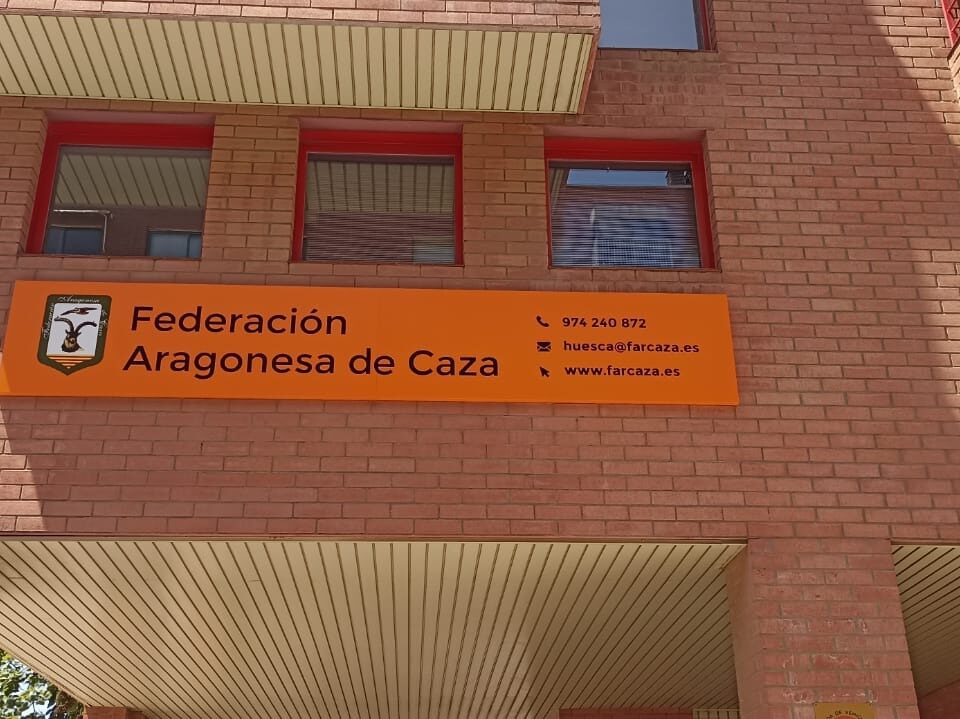 Federación
Aragonesa de Caza
974 240 872
huesca@farcaza.es
www.farcaza.es